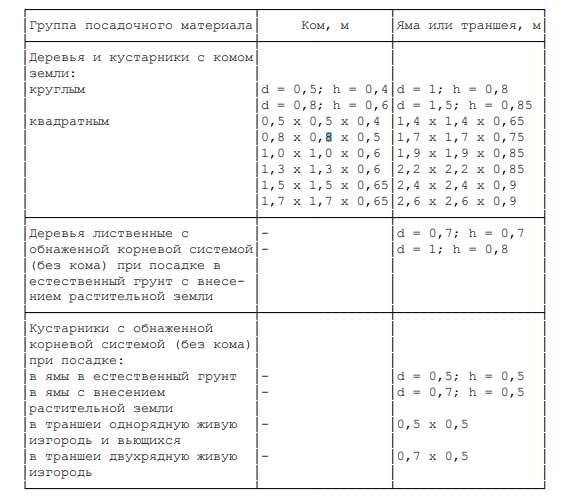 Группа посадочного материала Ком, м Яма или траншея, м
Деревья и кустарники с комом
земли:
круглым d = 0,5; h = 0,4 d = 1; h = 0,8
d = 0,8; h = 0,6 d = 1,5; h = 0,85
квадратным 0,5 x 0,5 x 0,4 1,4 x 1,4 x 0,65
0,8 x 0,8 x 0,5 1,7 x 1,7 x 0,75
1,0 x 1,0 x 0,6 1,9 x 1,9 x 0,85
1,3 x 1,3 x 0,6 2,2 x 2,2 x 0,85
1,5 x 1,5 x 0,65 2,4 x 2,4 x 0,9
1,7 x 1,7 x 0,65 2,6 x 2,6 x 0,9
Деревья лиственные с - d = 0,7; h = 0,7
обнаженной корневой системой - d = 1; h = 0,8
(без кома) при посадке в
естественный грунт с внесе-
нием растительной земли
Кустарники с обнаженной
корневой системой (без кома)
при посадке:
в ямы в естественный грунт - d = 0,5; h = 0,5
в ямы с внесением - d = 0,7; h = 0,5
растительной земли
в траншеи однорядную живую - 0,5 x 0,5
изгородь и вьющихся
в траншеи двухрядную живую - 0,7 x 0,5
изгородь